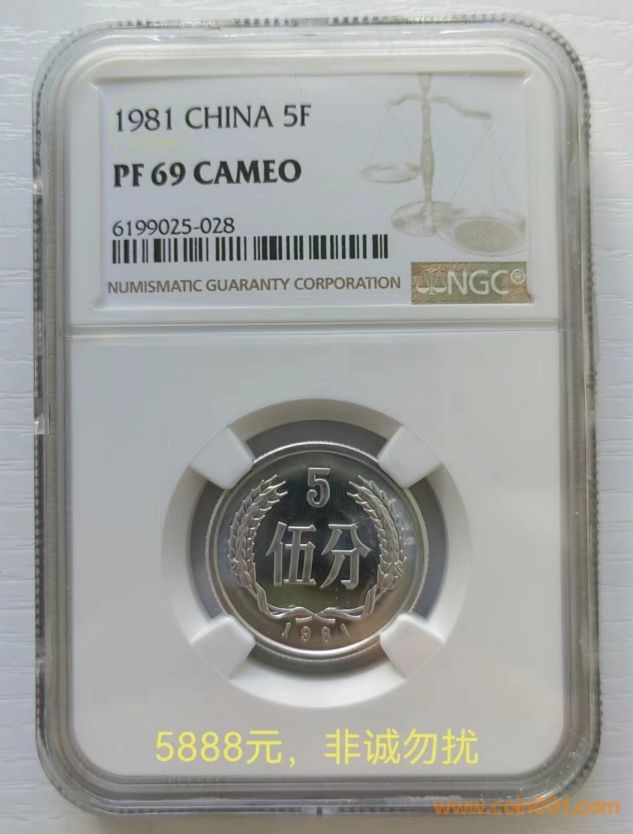 1981 CHINA 5F
PF 69 CAMEO
6199025-028
NUMISMATIC GUARANTY CORPORATION
NGC®
5
伍分
1981
5888元，非诚勿扰
www.coin001.com